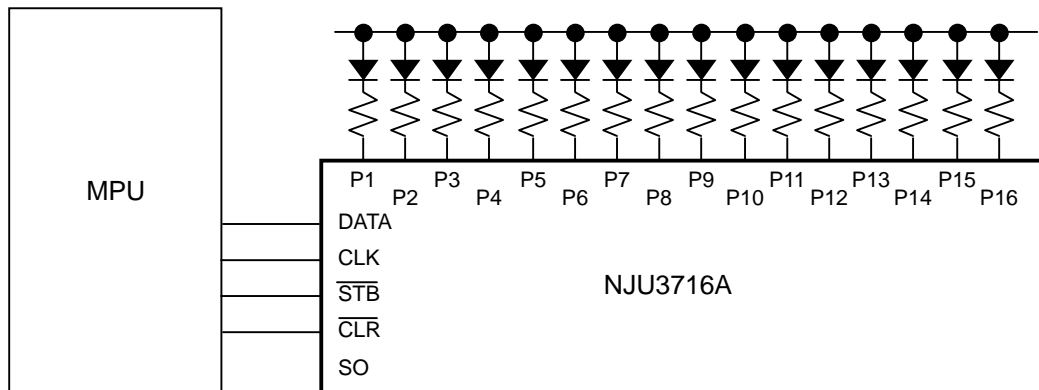 MPU
P1 P2 P3 P4 P5 P6 P7 P8 P9 P10 P11 P12 P13 P14 P15 P16
DATA
CLK
STB
CLR
SO
NJU3716A